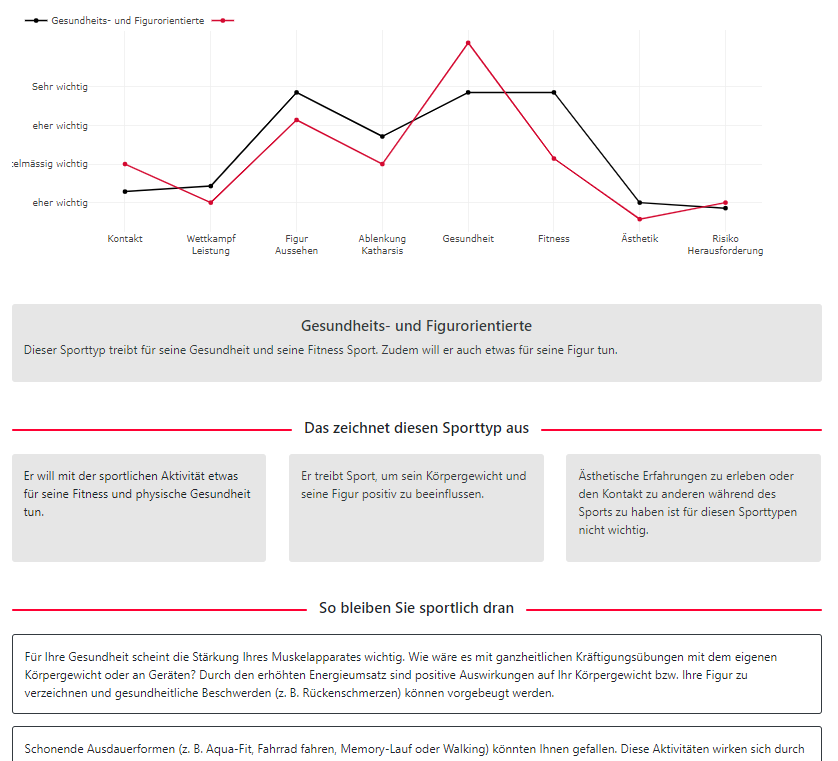 Gesundheits- und Figurorientierte
Sehr wichtig
eher wichtig
telmässig wichtig
eher wichtig
Kontakt
Wettkampf
Leistung
Figur
Aussehen
Ablenkung
Katharsis
Gesundheit
Fitness
Ästhetik
Risiko
Herausforderung
Gesundheits- und Figurorientierte
Dieser Sporttyp treibt für seine Gesundheit und seine Fitness Sport. Zudem will er auch etwas für seine Figur tun.
Das zeichnet diesen Sporttyp aus
Er will mit der sportlichen Aktivität etwas
für seine Fitness und physische Gesundheit
tun.
Er treibt Sport, um sein Körpergewicht und
seine Figur positiv zu beeinflussen.
Ästhetische Erfahrungen zu erleben oder
den Kontakt zu anderen während des
Sports zu haben ist für diesen Sporttypen
nicht wichtig.
So bleiben Sie sportlich dran
Für Ihre Gesundheit scheint die Stärkung Ihres Muskelapparates wichtig. Wie wäre es mit ganzheitlichen Kräftigungsübungen mit dem eigenen
Körpergewicht oder an Geräten? Durch den erhöhten Energieumsatz sind positive Auswirkungen auf Ihr Körpergewicht bzw. Ihre Figur zu
verzeichnen und gesundheitliche Beschwerden (z. B. Rückenschmerzen) können vorgebeugt werden.
Schonende Ausdauerformen (z. B. Aqua-Fit, Fahrrad fahren, Memory-Lauf oder Walking) könnten Ihnen gefallen. Diese Aktivitäten wirken sich durch